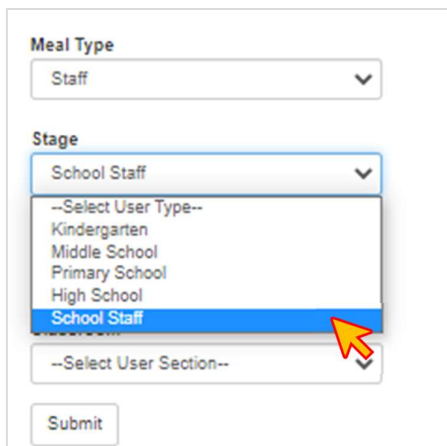 Meal Type
Staff
Stage
School Staff
--Select User Type--
Kindergarten
Middle School
Primary School
High School
School Staff
--Select User Section--
Submit